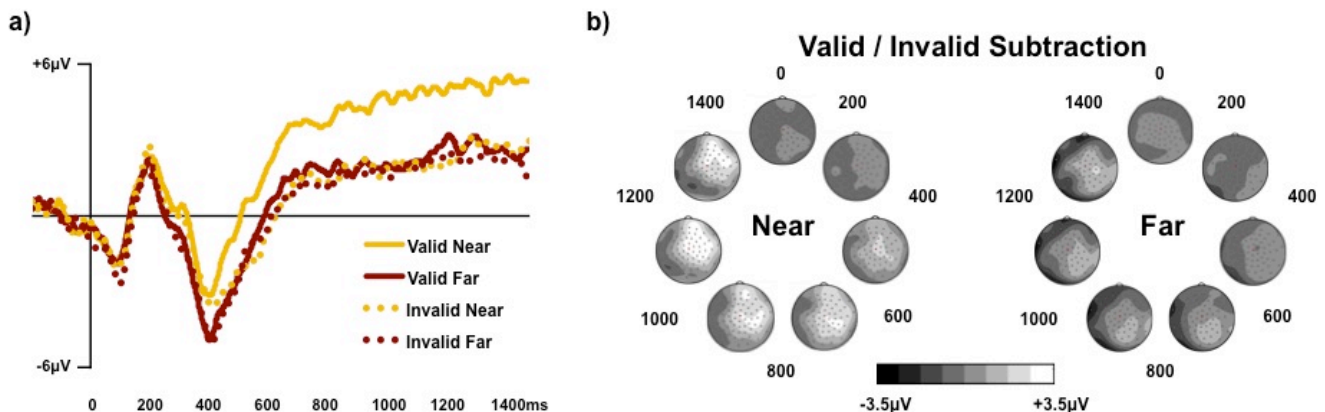 a)
+6µV
-6µV
Valid Near
Valid Far
Invalid Near
Invalid Far
0 200 400 600 800 1000 1200 1400ms
b)
Valid / Invalid Subtraction
0
1400 200
1200 400
Near
1000 600
800
0
1400 200
1200 400
Far
1000 600
800
-3.5µV +3.5µV